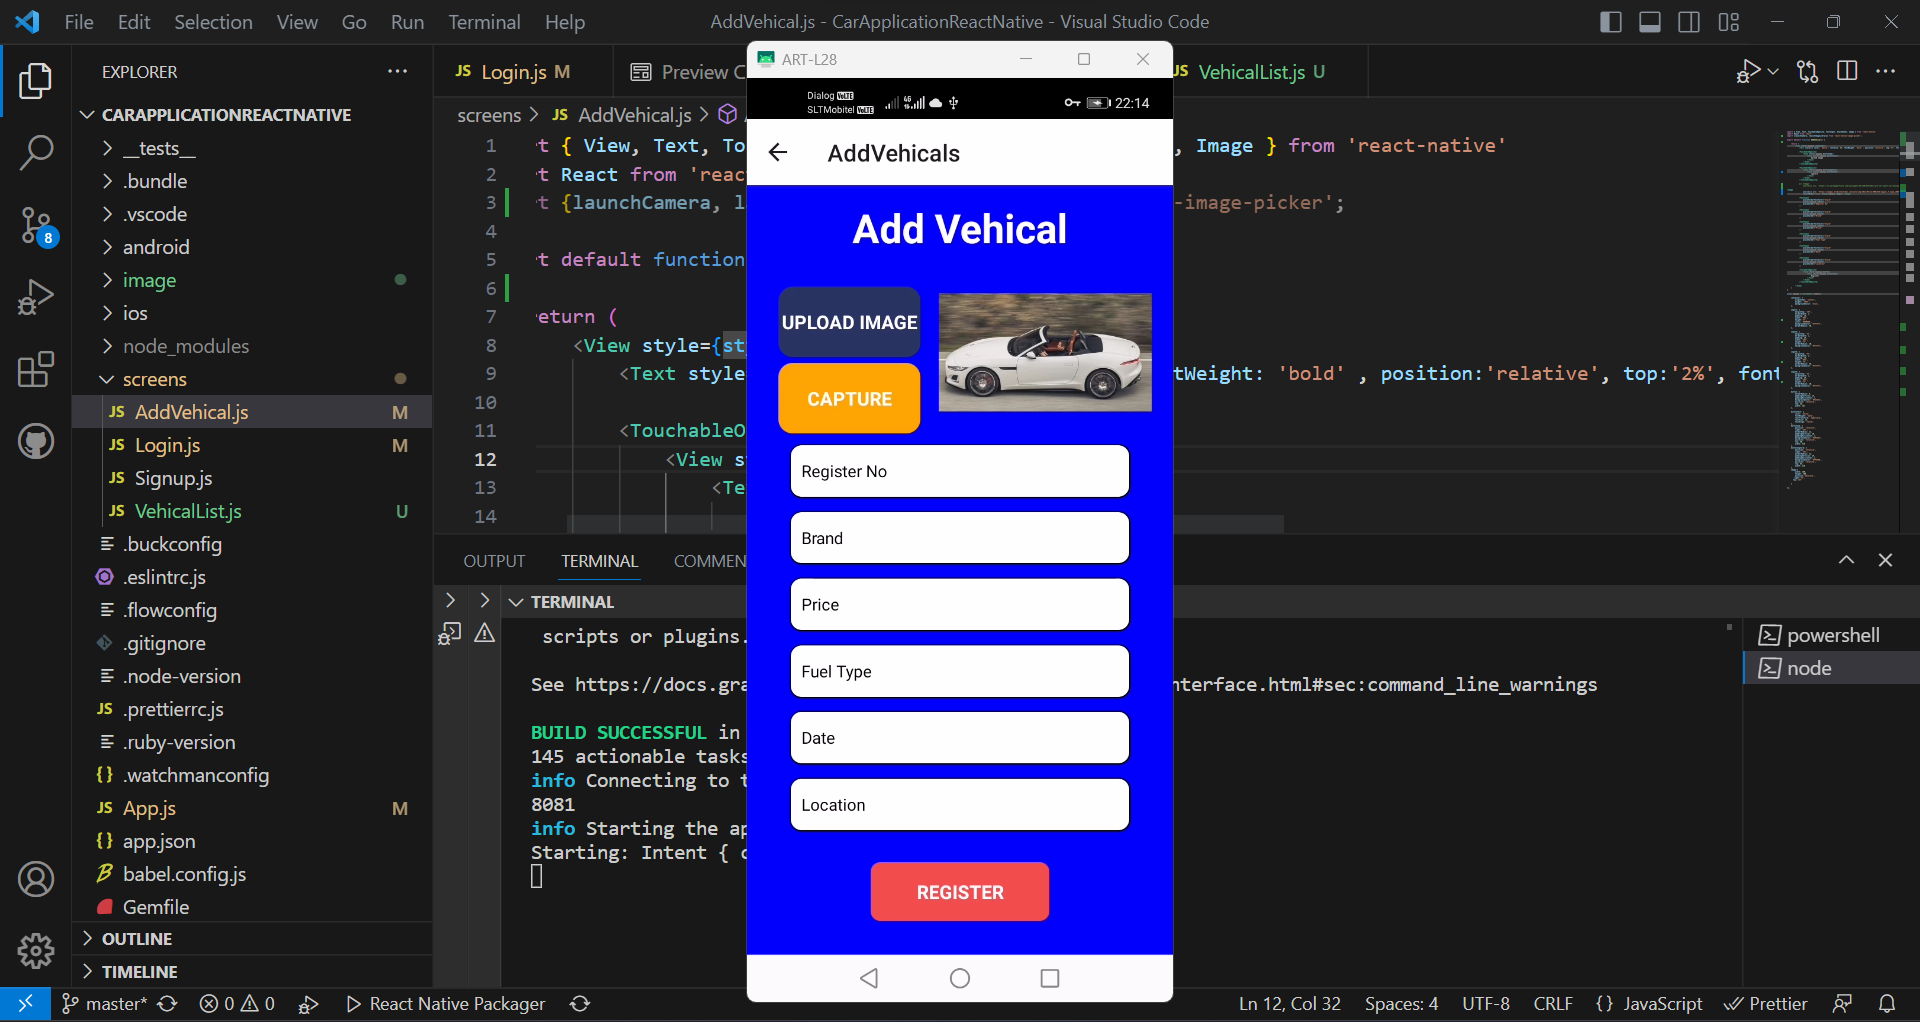 File Edit Selection View Go Run Terminal Help
AddVehical.js - CarApplicationReactNative - Visual Studio Code
EXPLORER
CARAPPLICATIONREACTNATIVE
__tests__
.bundle
.vscode
android
image
ios
node_modules
screens
JS AddVehical.js M
JS Login.js M
JS Signup.js
JS VehicalList.js U
.buckconfig
.eslintrc.js
.flowconfig
.gitignore
.node-version
JS .prettierrc.js
.ruby-version
{} .watchmanconfig
JS App.js M
{} app.json
babel.config.js
Gemfile
OUTLINE
TIMELINE
8
JS Login.js M
Preview C
JS VehicalList.js U
screens > JS AddVehical.js >
1 t { View, Text, To , Image } from 'react-native'
2 t React from 'reac
3 t {launchCamera, l -image-picker';
4
5 t default function
6
7 eturn (
8 <View style={st
9 <Text style tWeight: 'bold' , position:'relative', top:'2%', font
10
11 <TouchableO
12 <View s
13 <Te
14
OUTPUT TERMINAL COMMEN
TERMINAL
scripts or plugins.
See https://docs.gra nterface.html#sec:command_line_warnings
BUILD SUCCESSFUL in
145 actionable tasks
info Connecting to t
8081
info Starting the ap
Starting: Intent { c
powershell
node
ART-L28
Dialog VoLTE
SLTMobitel VoLTE
4G
22:14
AddVehicals
Add Vehical
UPLOAD IMAGE
CAPTURE
Register No
Brand
Price
Fuel Type
Date
Location
REGISTER
master* 0 0 React Native Packager
Ln 12, Col 32 Spaces: 4 UTF-8 CRLF {} JavaScript Prettier